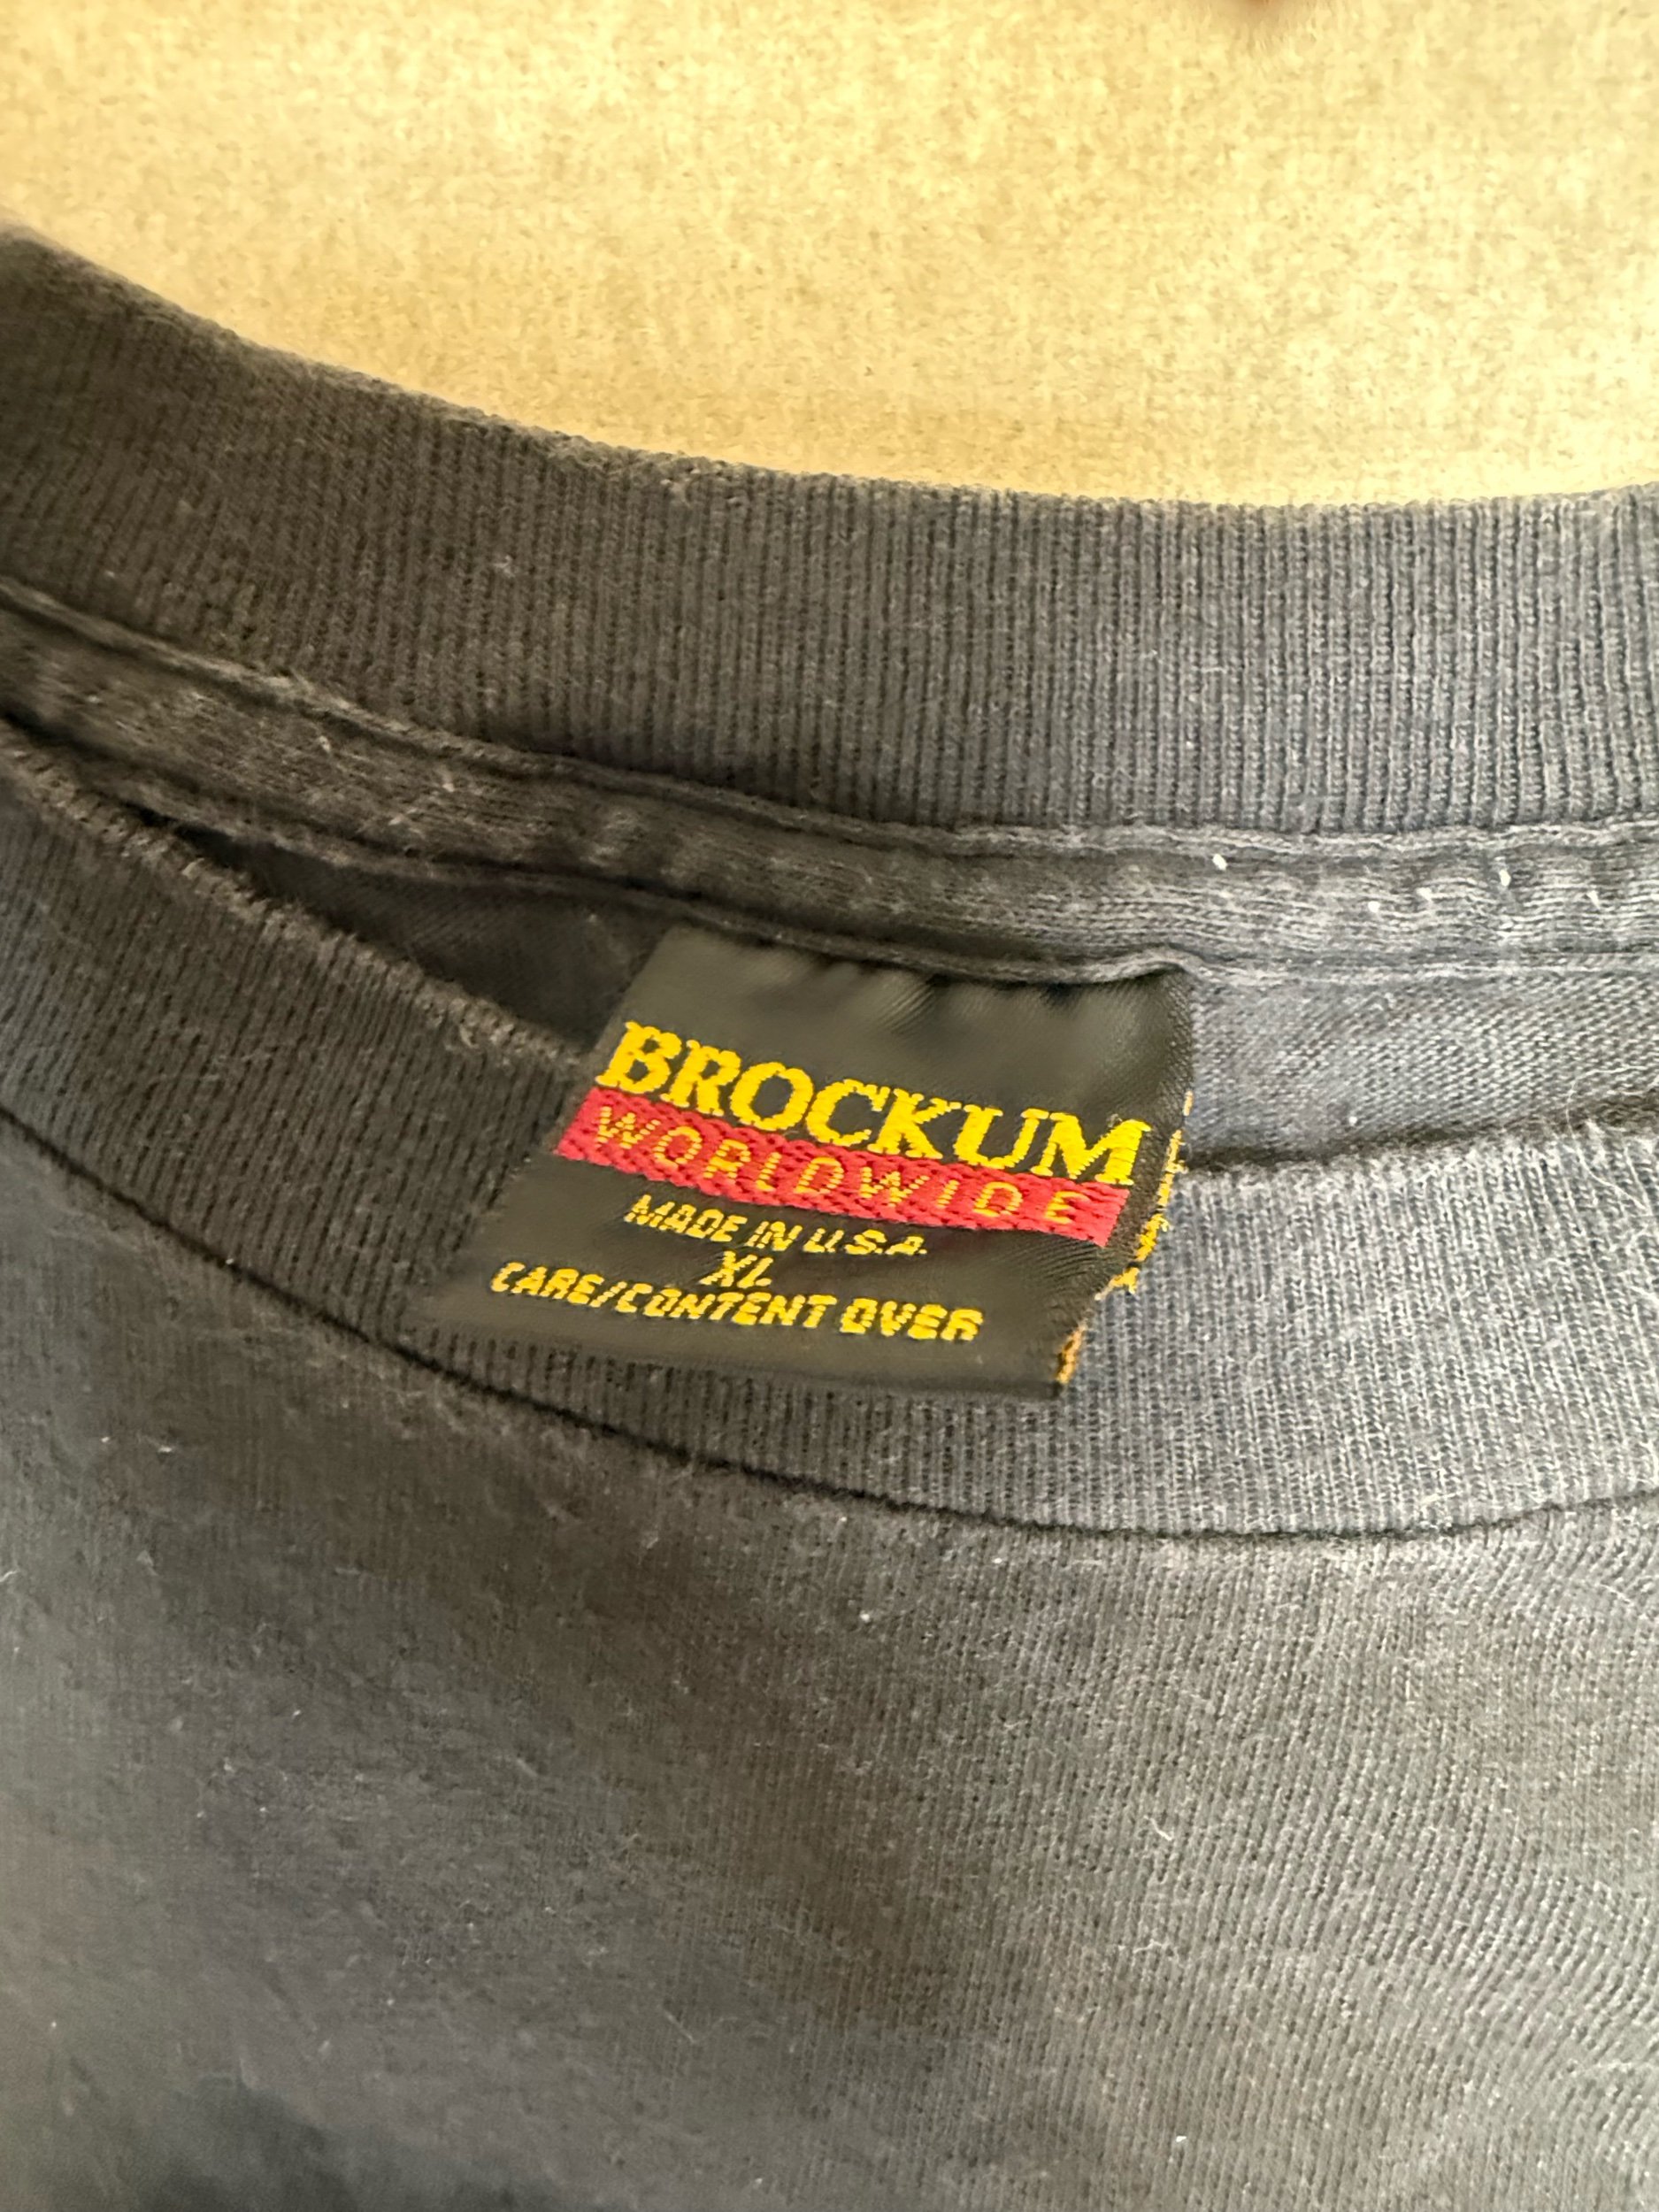 BROCKUM
WORLDWIDE
MADE IN U.S.A.
XL
CARE/CONTENT OVER